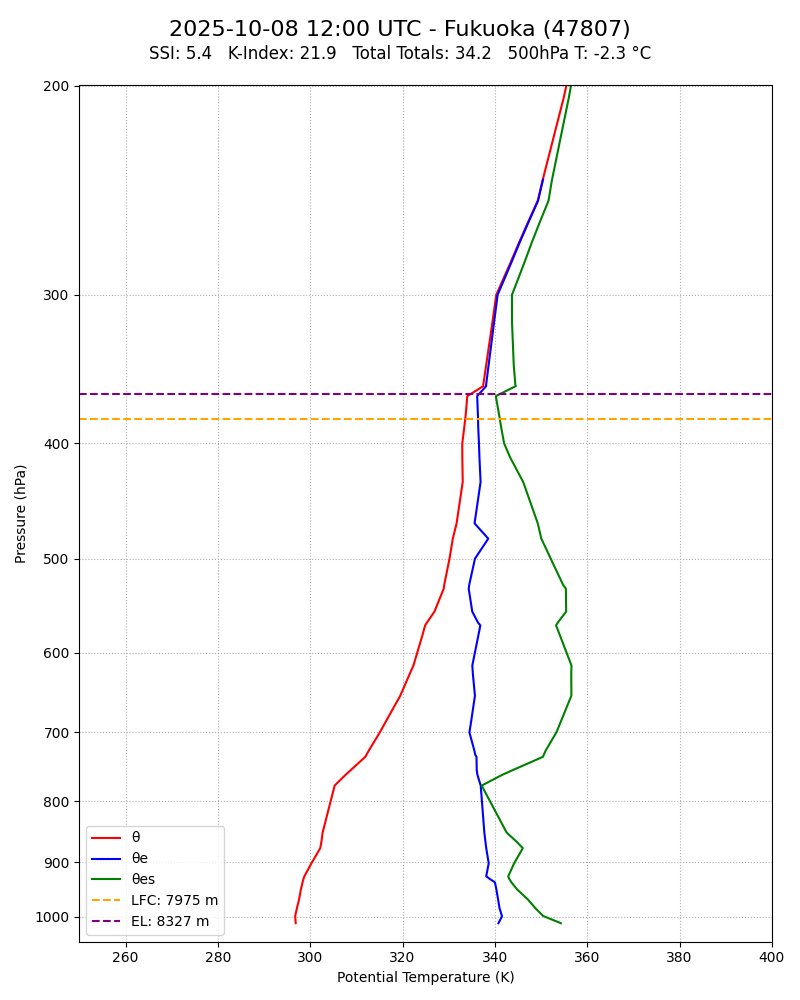 2025-10-08 12:00 UTC - Fukuoka (47807)
SSI: 5.4 K-Index: 21.9 Total Totals: 34.2 500hPa T: -2.3 °C
200
300
400
500
600
700
800
900
1000
Pressure (hPa)
θ
θe
θes
LFC: 7975 m
EL: 8327 m
260 280 300 320 340 360 380 400
Potential Temperature (K)